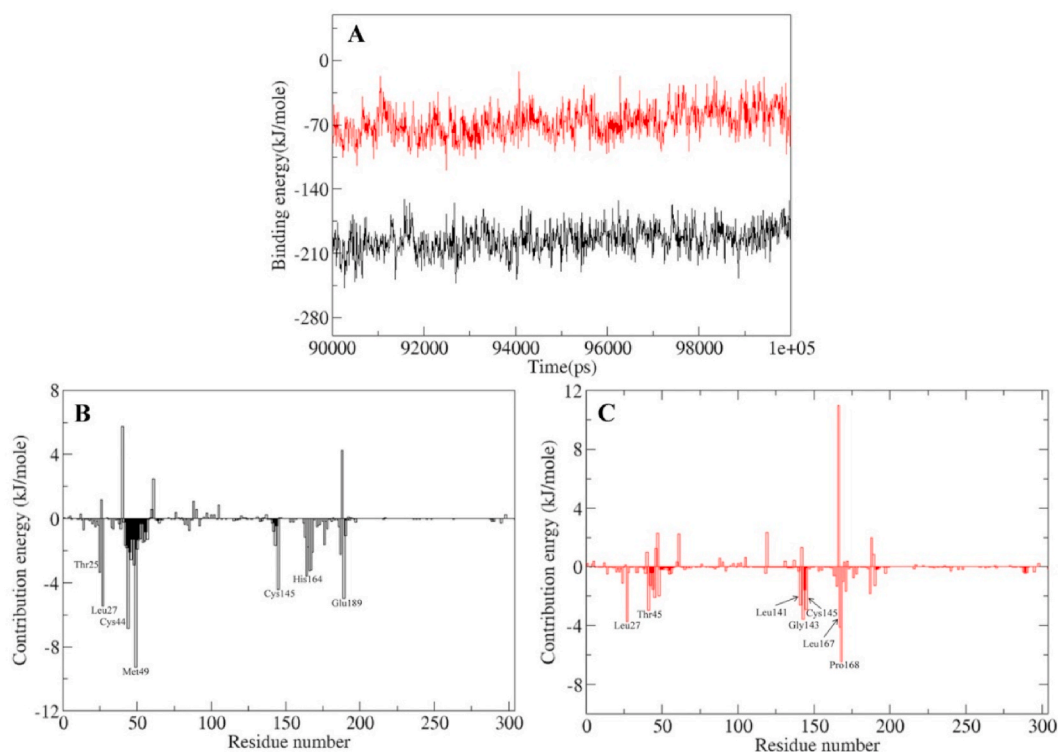 A
Binding energy(kJ/mole)
0
-70
-140
-210
-280
90000 92000 94000 96000 98000 1e+05
Time(ps)
B
Contribution energy (kJ/mole)
8
4
0
-4
-8
-12
Thr25
Leu27
Cys44
Met49
Cys145
His164
Glu189
0 50 100 150 200 250 300
Residue number
C
Contribution energy (kJ/mole)
12
8
4
0
-4
-8
Leu27
Thr45
Leu141
Gly143
Cys145
Leu167
Pro168
0 50 100 150 200 250 300
Residue number